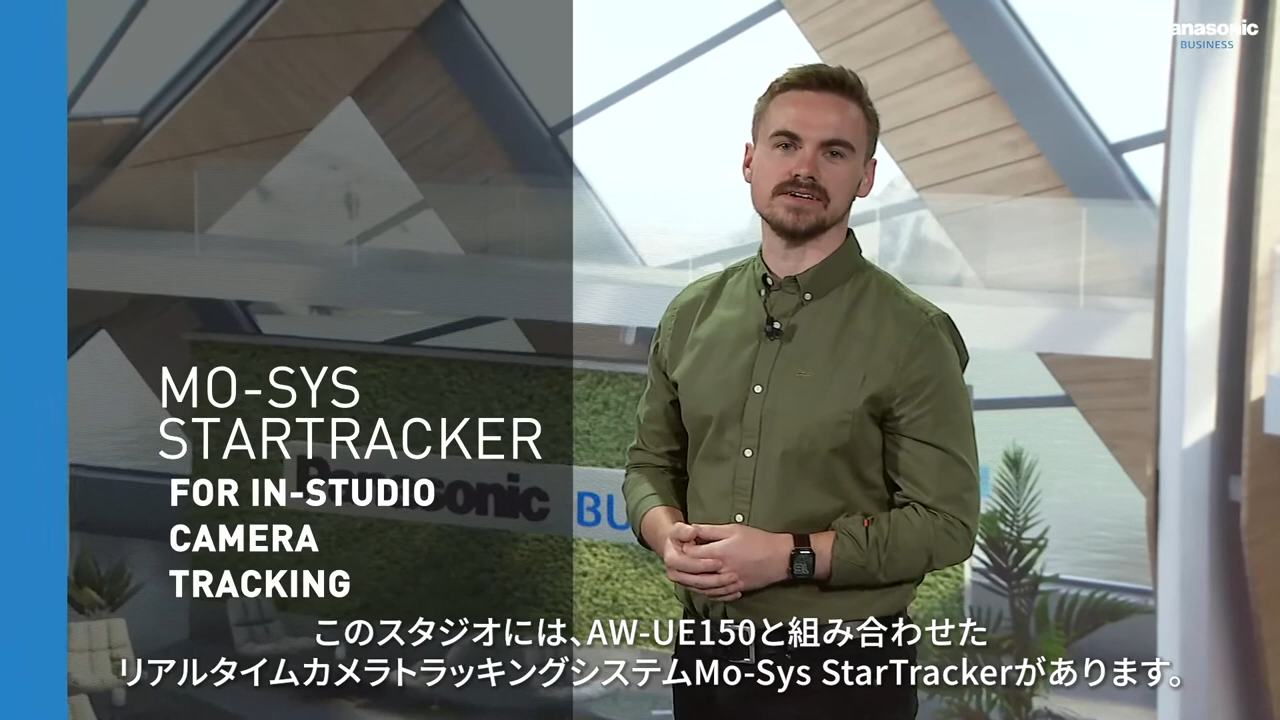 Panasonic
BUSINESS
MO-SYS
STARTRACKER
FOR IN-STUDIO
CAMERA
TRACKING
Panasonic BU
このスタジオには、AW-UE150と組み合わせた
リアルタイムカメラトラッキングシステムMo-Sys StarTrackerがあります。